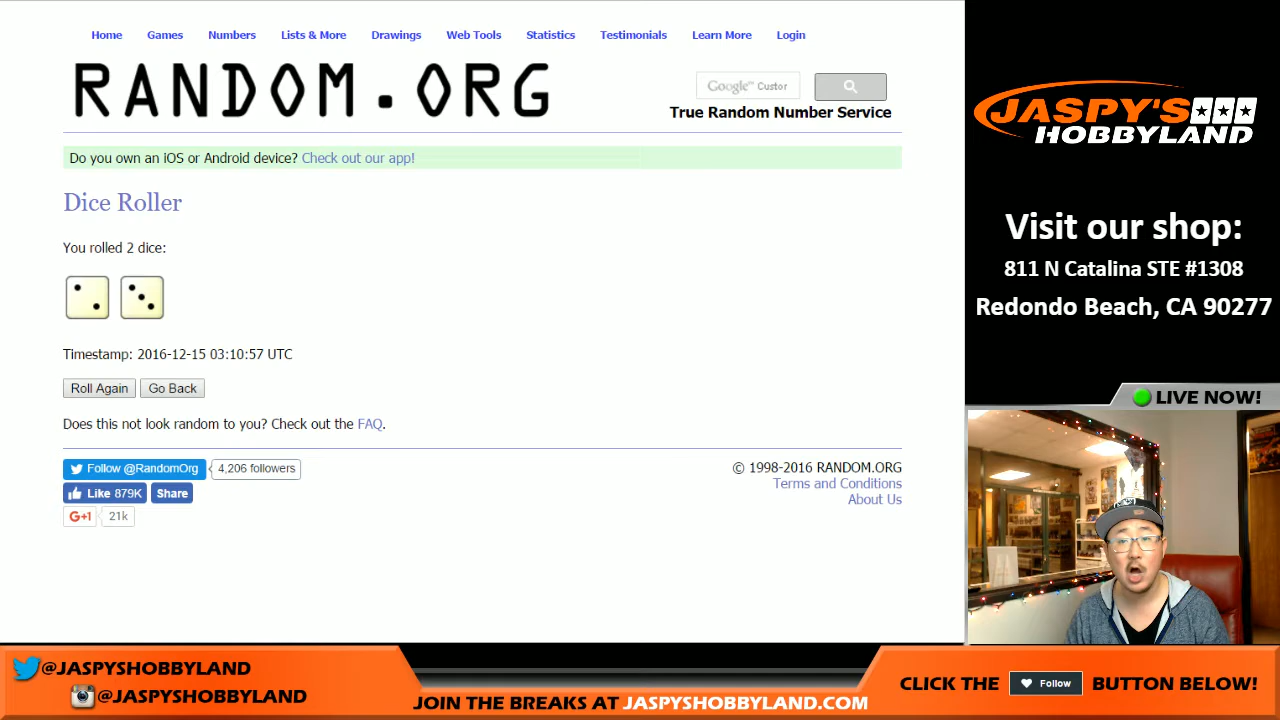 Home Games Numbers Lists & More Drawings Web Tools Statistics Testimonials Learn More Login
RANDOM.ORG
Google™ Custor
True Random Number Service
Do you own an iOS or Android device? Check out our app!
Dice Roller
You rolled 2 dice:
Timestamp: 2016-12-15 03:10:57 UTC
Roll Again Go Back
Does this not look random to you? Check out the FAQ.
Follow @RandomOrg 4,206 followers
Like 879K Share
G+1 21k
© 1998-2016 RANDOM.ORG
Terms and Conditions
About Us
JASPY'S
HOBBYLAND
Visit our shop:
811 N Catalina STE #1308
Redondo Beach, CA 90277
LIVE NOW!
@JASPYSHOBBYLAND
@JASPYSHOBBYLAND
JOIN THE BREAKS AT JASPYSHOBBYLAND.COM
CLICK THE Follow BUTTON BELOW!